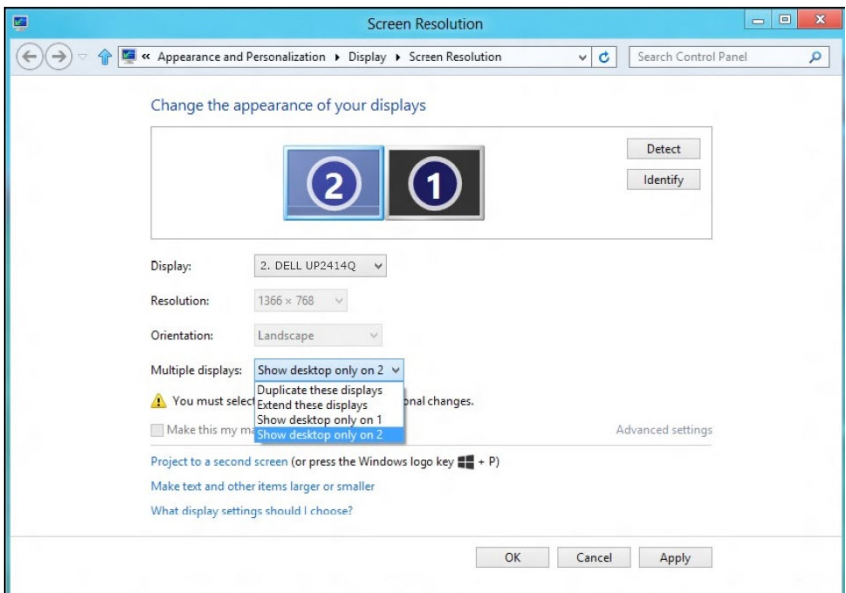 Screen Resolution
« Appearance and Personalization ▸ Display ▸ Screen Resolution
Search Control Panel
Change the appearance of your displays
2 1
Detect
Identify
Display: 2. DELL UP2414Q
Resolution: 1366 × 768
Orientation: Landscape
Multiple displays: Show desktop only on 2
Duplicate these displays
You must select onal changes.
Extend these displays
Show desktop only on 1
Make this my ma Advanced settings
Show desktop only on 2
Project to a second screen (or press the Windows logo key + P)
Make text and other items larger or smaller
What display settings should I choose?
OK Cancel Apply